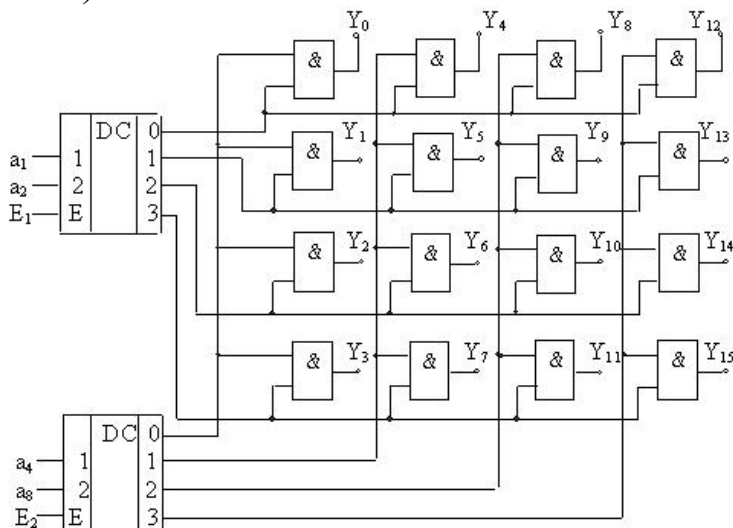 Y0 Y4 Y8 Y12
& & & &
DC 0
Y1 Y5 Y9 Y13
& & & &
a1 1 1
a2 2 2
E1 E 3
Y2 Y6 Y10 Y14
& & & &
Y3 Y7 Y11 Y15
& & & &
DC 0
a4 1 1
a8 2 2
E2 E 3